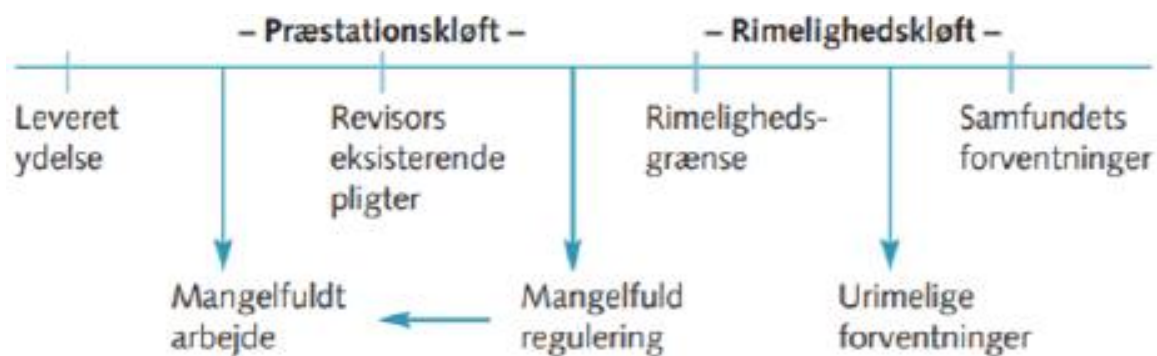 – Præstationskløft –
– Rimelighedskløft –
Leveret
ydelse
Revisors
eksisterende
pligter
Rimeligheds-
grænse
Samfundets
forventninger
Mangelfuldt
arbejde
Mangelfuld
regulering
Urimelige
forventninger